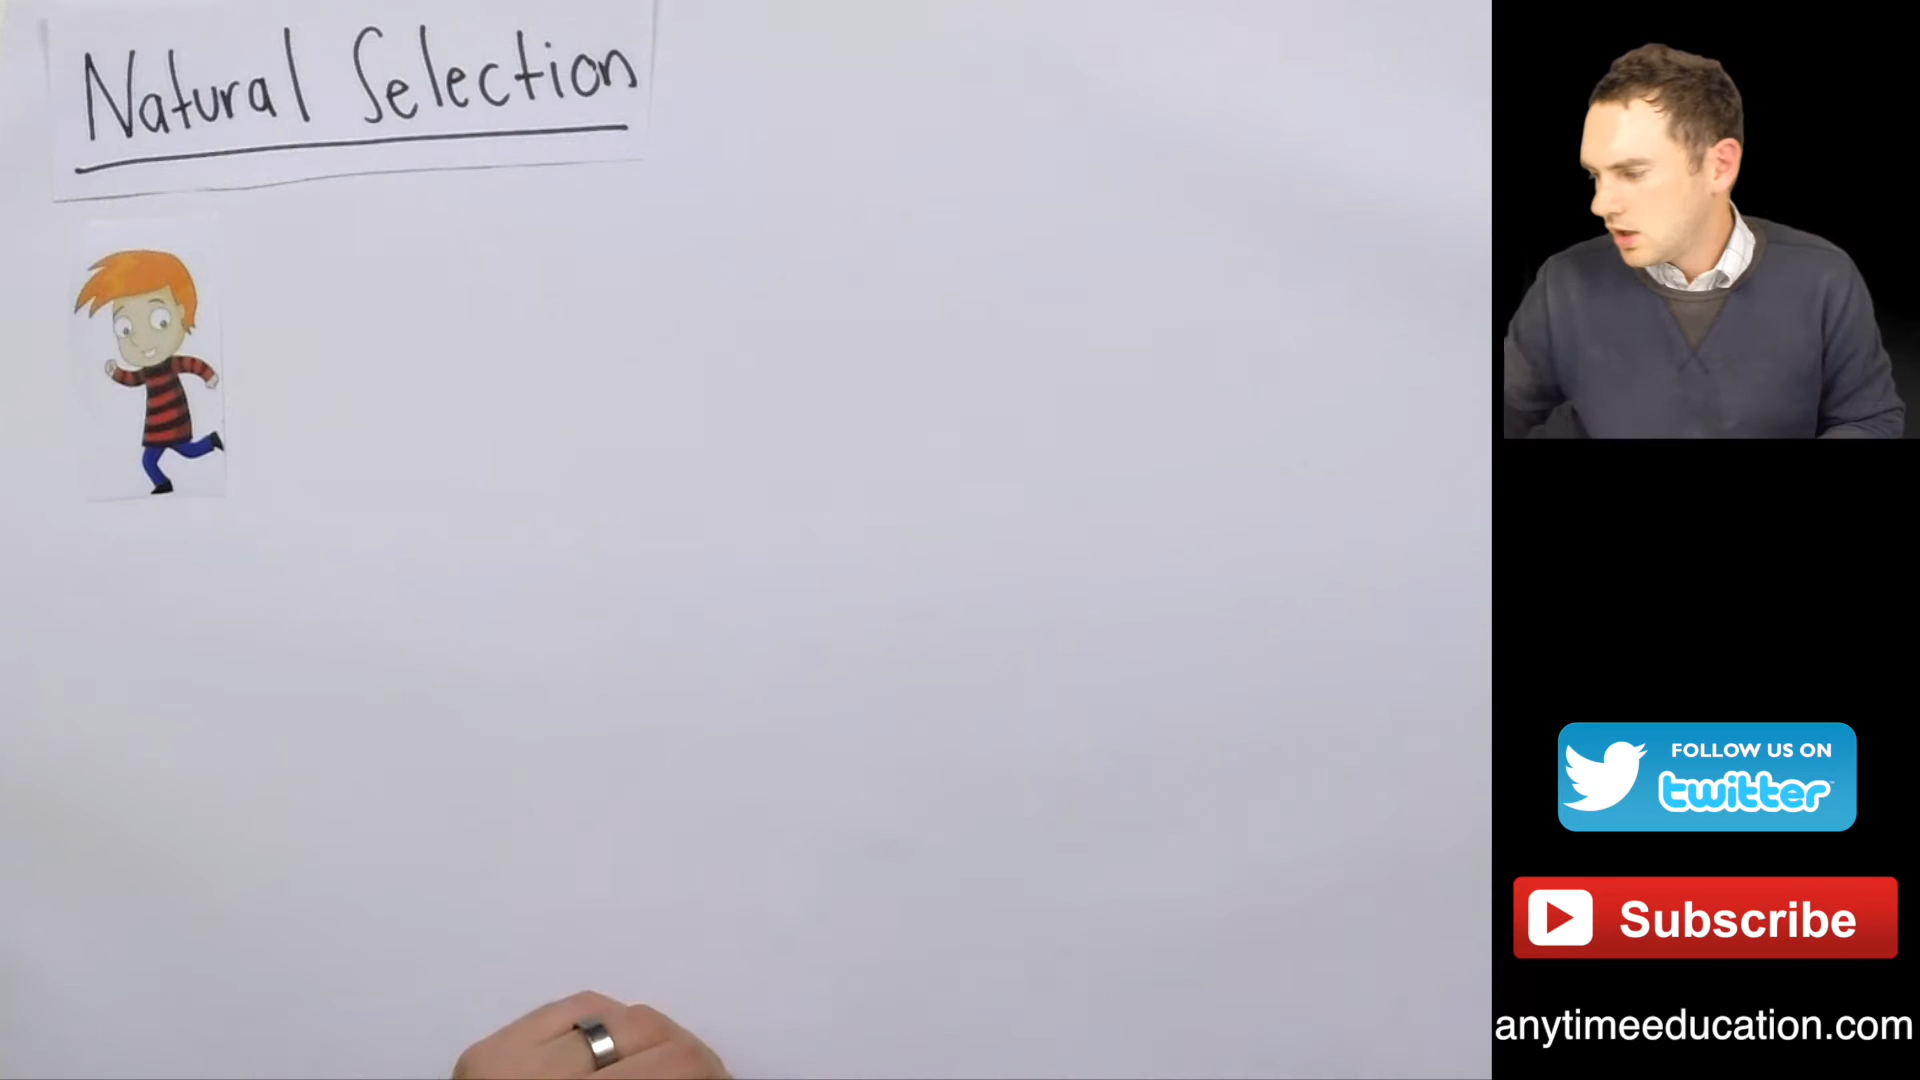 Natural Selection
FOLLOW US ON
twitter
Subscribe
anytimeeducation.com